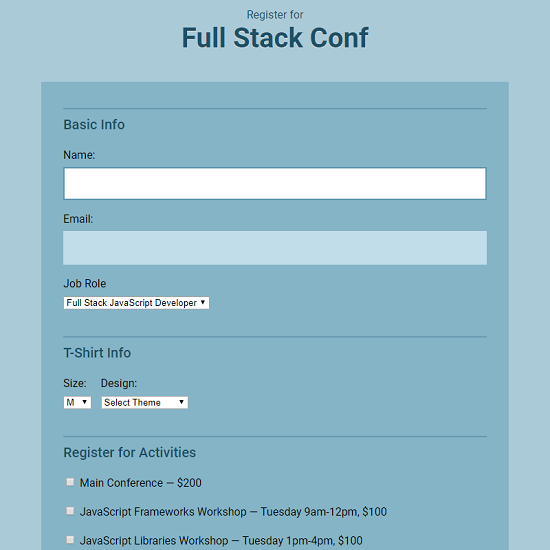 Register for
Full Stack Conf
Basic Info
Name:
Email:
Job Role
Full Stack JavaScript Developer
T-Shirt Info
Size: Design:
M Select Theme
Register for Activities
Main Conference — $200
JavaScript Frameworks Workshop — Tuesday 9am-12pm, $100
JavaScript Libraries Workshop — Tuesday 1pm-4pm, $100